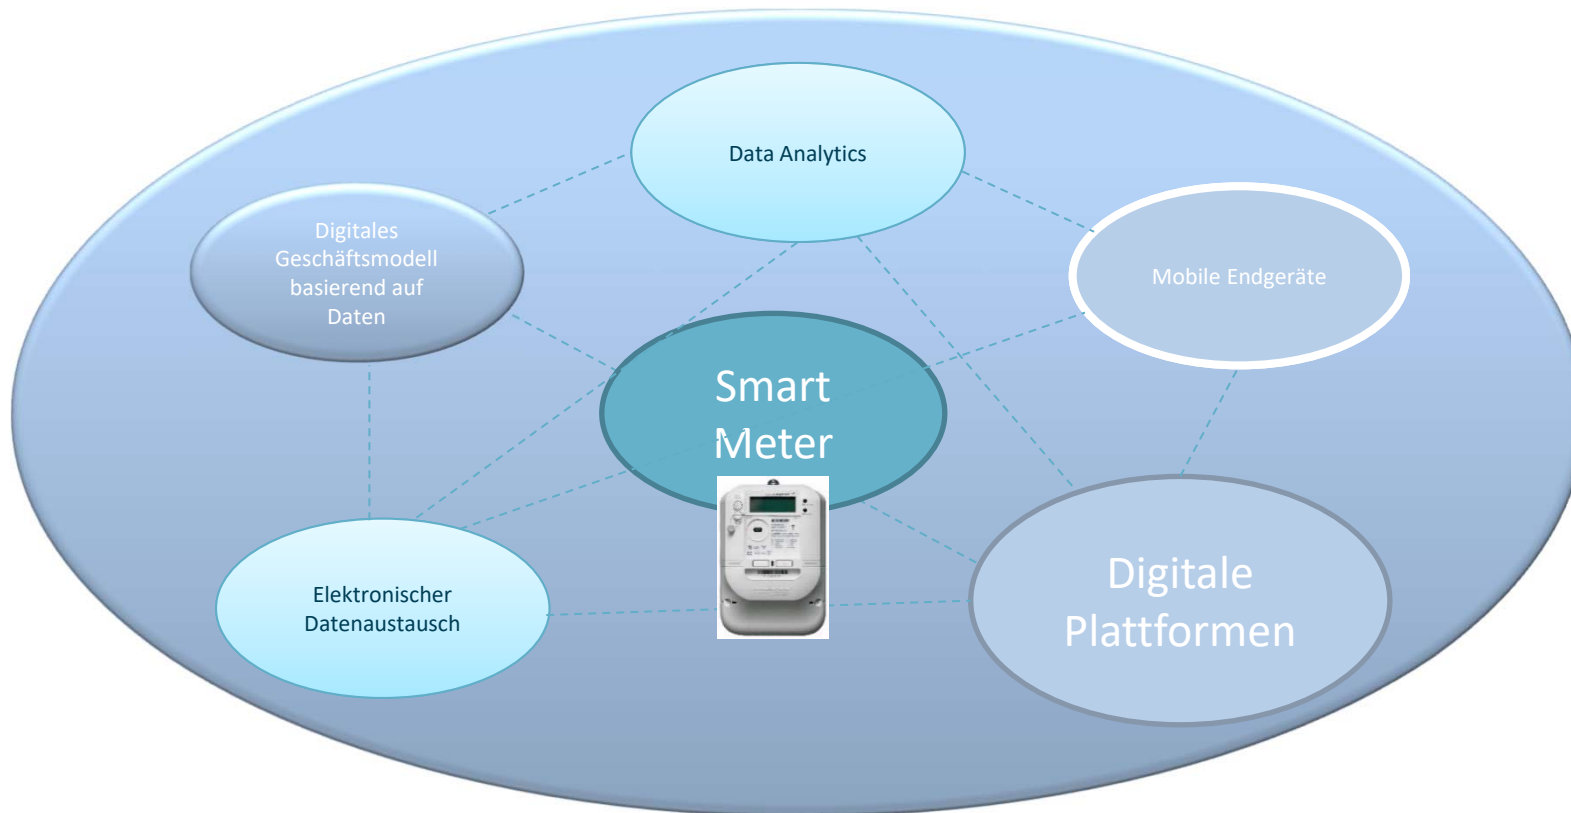 Data Analytics
Digitales
Geschäftsmodell
basierend auf
Daten
Mobile Endgeräte
Smart
Meter
Elektronischer
Datenaustausch
Digitale
Plattformen